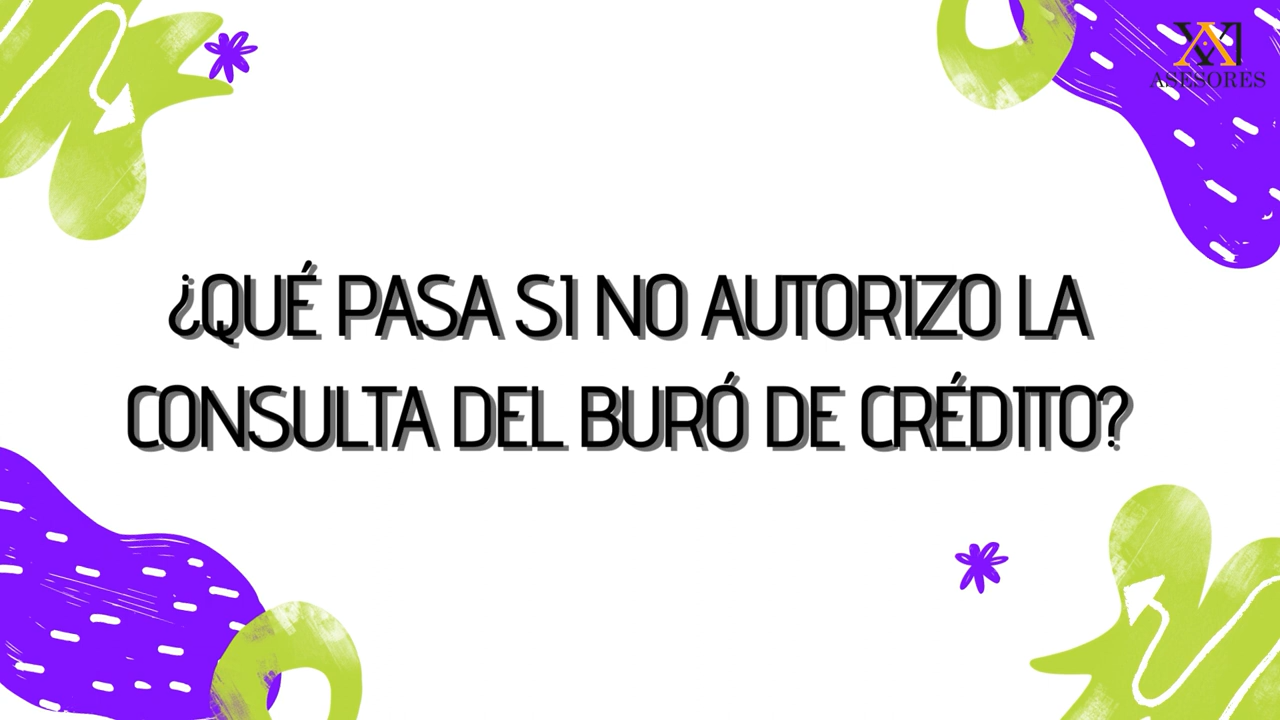 ASESORES
¿QUÉ PASA SI NO AUTORIZO LA
CONSULTA DEL BURÓ DE CRÉDITO?